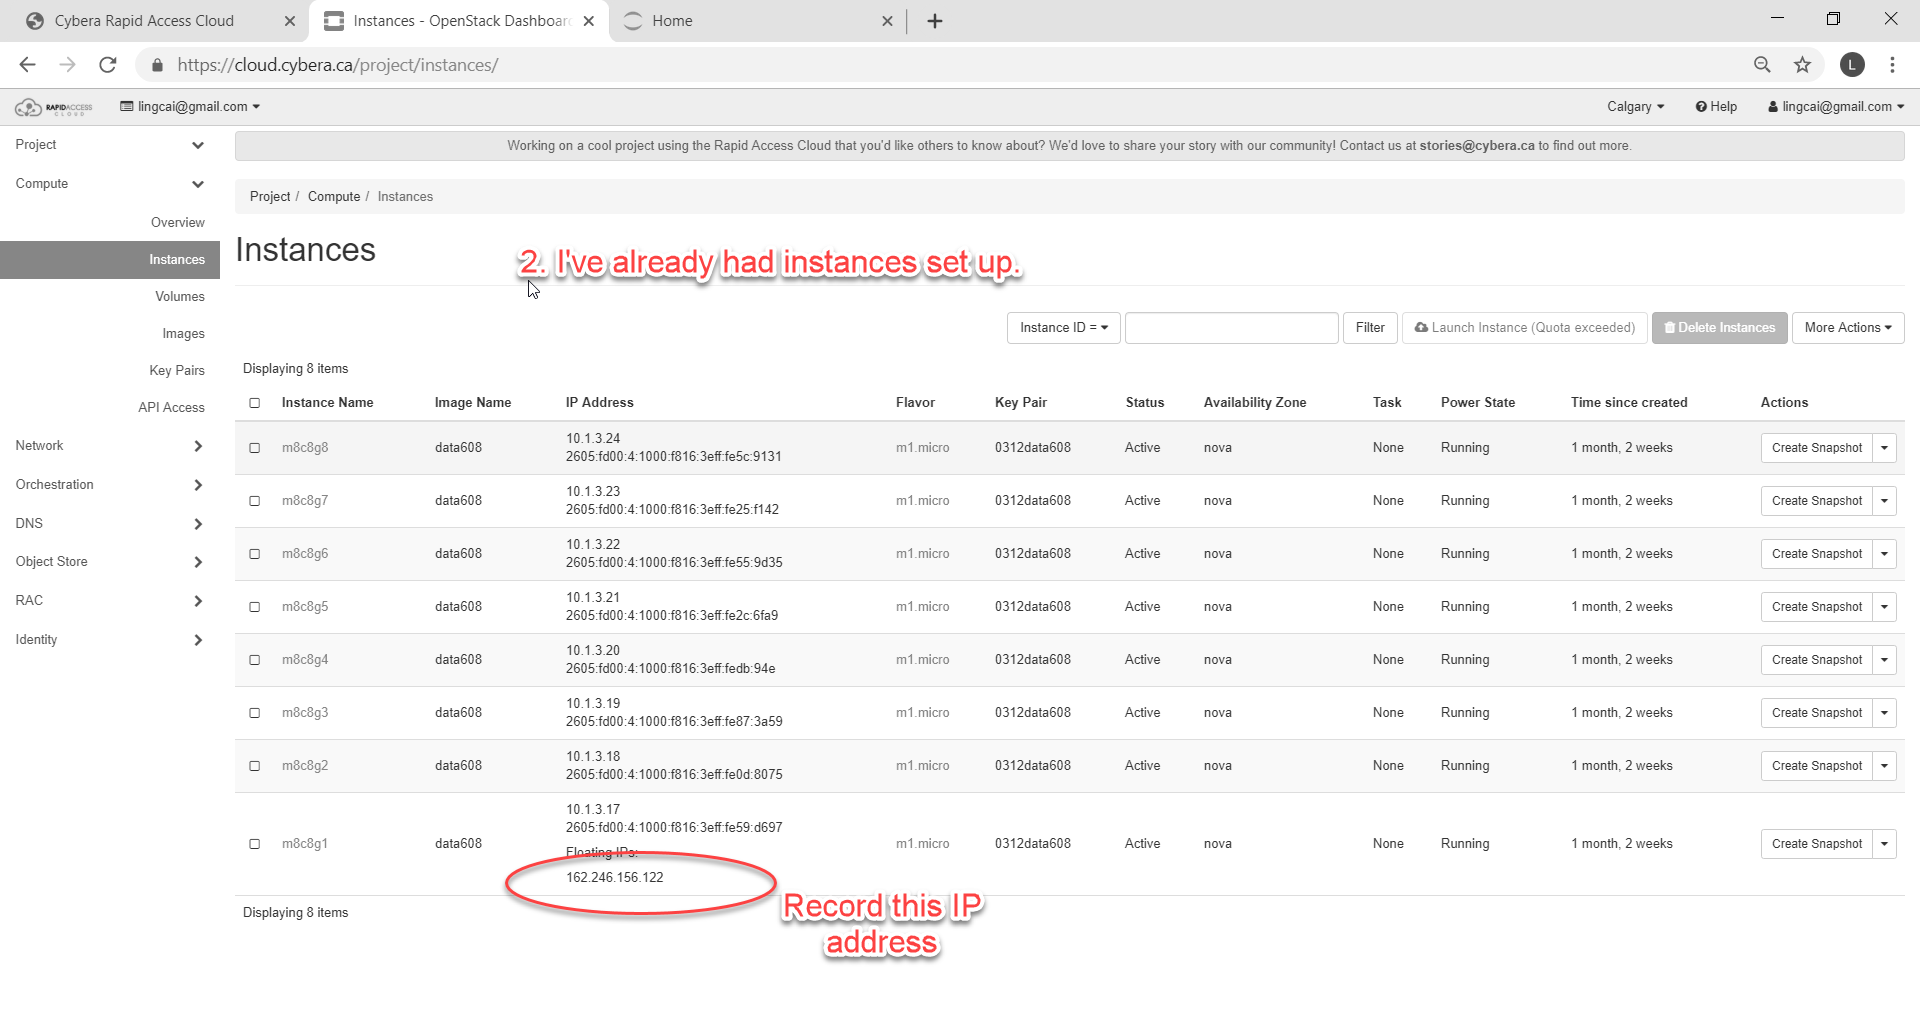 Cybera Rapid Access Cloud
Instances - OpenStack Dashboar
Home
https://cloud.cybera.ca/project/instances/
L
RAPIDACCESS
CLOUD
lingcai@gmail.com
Calgary
Help
lingcai@gmail.com
Project
Compute
Overview
Instances
Volumes
Images
Key Pairs
API Access
Network
Orchestration
DNS
Object Store
RAC
Identity
Working on a cool project using the Rapid Access Cloud that you'd like others to know about? We'd love to share your story with our community! Contact us at stories@cybera.ca to find out more.
Project / Compute / Instances
Instances
2. I've already had instances set up.
Instance ID = Filter Launch Instance (Quota exceeded) Delete Instances More Actions
Displaying 8 items
Instance Name Image Name IP Address Flavor Key Pair Status Availability Zone Task Power State Time since created Actions
10.1.3.24
m8c8g8 data608 m1.micro 0312data608 Active nova None Running 1 month, 2 weeks Create Snapshot
2605:fd00:4:1000:f816:3eff:fe5c:9131
10.1.3.23
m8c8g7 data608 m1.micro 0312data608 Active nova None Running 1 month, 2 weeks Create Snapshot
2605:fd00:4:1000:f816:3eff:fe25:f142
10.1.3.22
m8c8g6 data608 m1.micro 0312data608 Active nova None Running 1 month, 2 weeks Create Snapshot
2605:fd00:4:1000:f816:3eff:fe55:9d35
10.1.3.21
m8c8g5 data608 m1.micro 0312data608 Active nova None Running 1 month, 2 weeks Create Snapshot
2605:fd00:4:1000:f816:3eff:fe2c:6fa9
10.1.3.20
m8c8g4 data608 m1.micro 0312data608 Active nova None Running 1 month, 2 weeks Create Snapshot
2605:fd00:4:1000:f816:3eff:fedb:94e
10.1.3.19
m8c8g3 data608 m1.micro 0312data608 Active nova None Running 1 month, 2 weeks Create Snapshot
2605:fd00:4:1000:f816:3eff:fe87:3a59
10.1.3.18
m8c8g2 data608 m1.micro 0312data608 Active nova None Running 1 month, 2 weeks Create Snapshot
2605:fd00:4:1000:f816:3eff:fe0d:8075
10.1.3.17
2605:fd00:4:1000:f816:3eff:fe59:d697
m8c8g1 data608 m1.micro 0312data608 Active nova None Running 1 month, 2 weeks Create Snapshot
Floating IPs:
162.246.156.122
Record this IP
address
Displaying 8 items